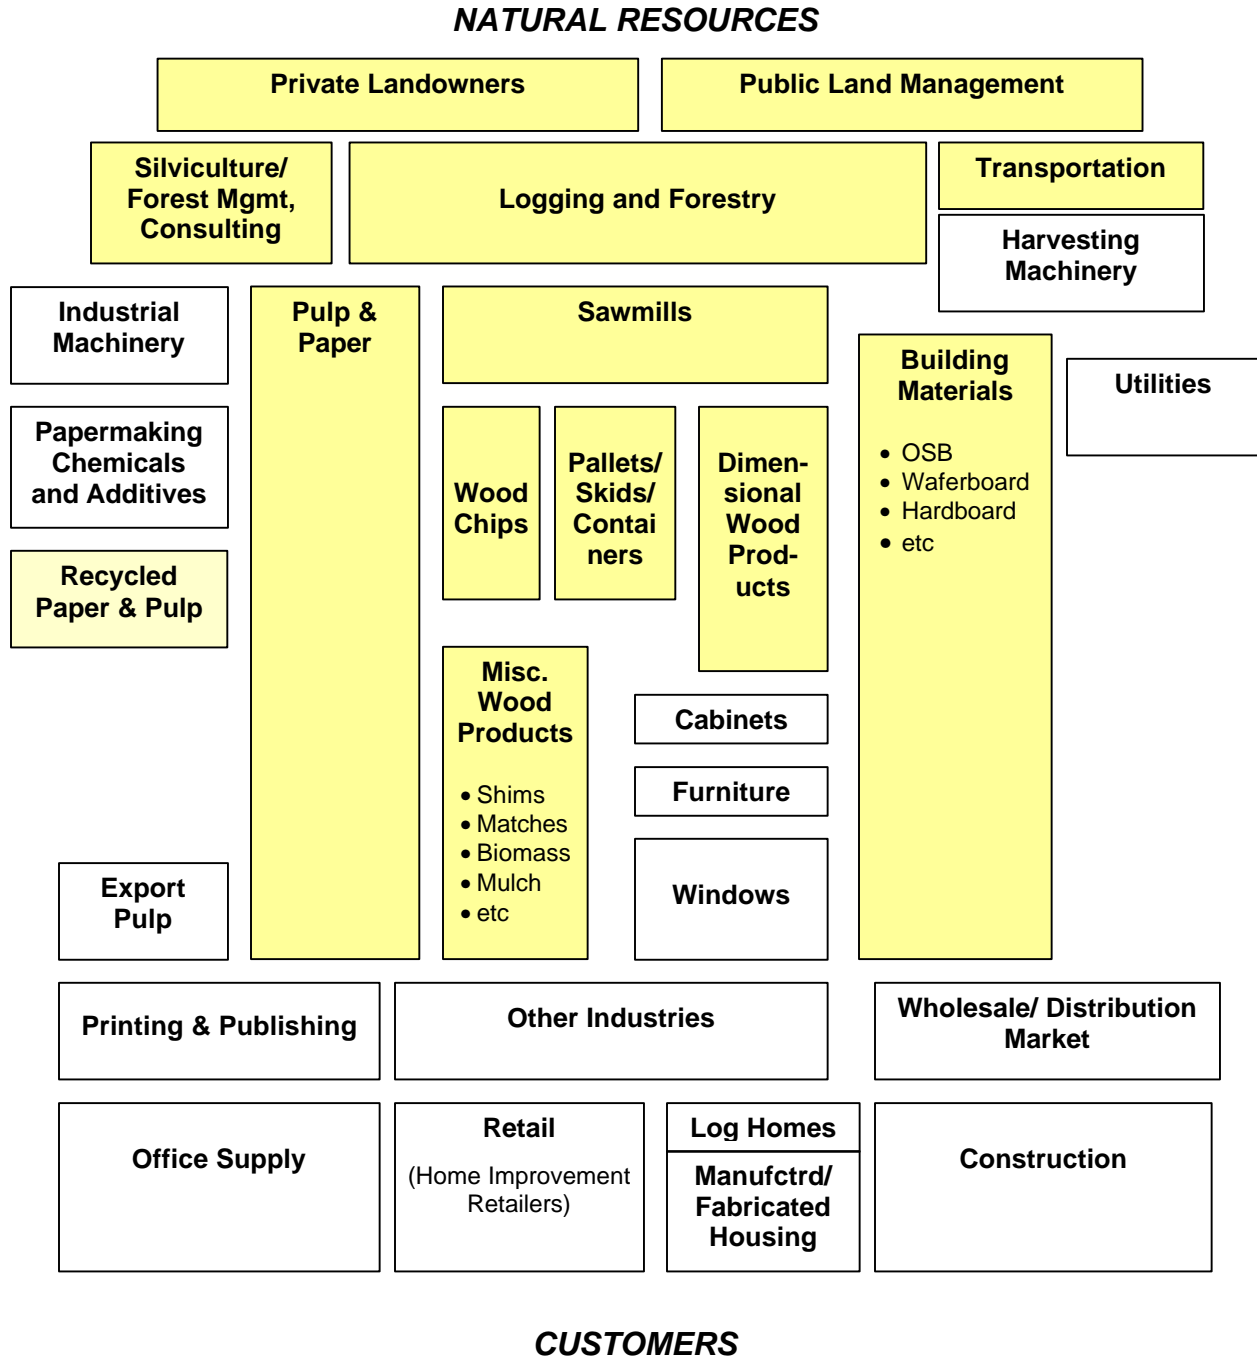 NATURAL RESOURCES
Private Landowners
Public Land Management
Silviculture/
Forest Mgmt,
Consulting
Logging and Forestry
Transportation
Harvesting
Machinery
Industrial
Machinery
Pulp &
Paper
Sawmills
Building
Materials
• OSB
• Waferboard
• Hardboard
• etc
Utilities
Papermaking
Chemicals
and Additives
Wood
Chips
Pallets/
Skids/
Contai
ners
Dimen-
sional
Wood
Prod-
ucts
Recycled
Paper & Pulp
Misc.
Wood
Products
• Shims
• Matches
• Biomass
• Mulch
• etc
Cabinets
Furniture
Windows
Export
Pulp
Printing & Publishing
Other Industries
Wholesale/ Distribution
Market
Office Supply
Retail
(Home Improvement
Retailers)
Log Homes
Manufctrd/
Fabricated
Housing
Construction
CUSTOMERS